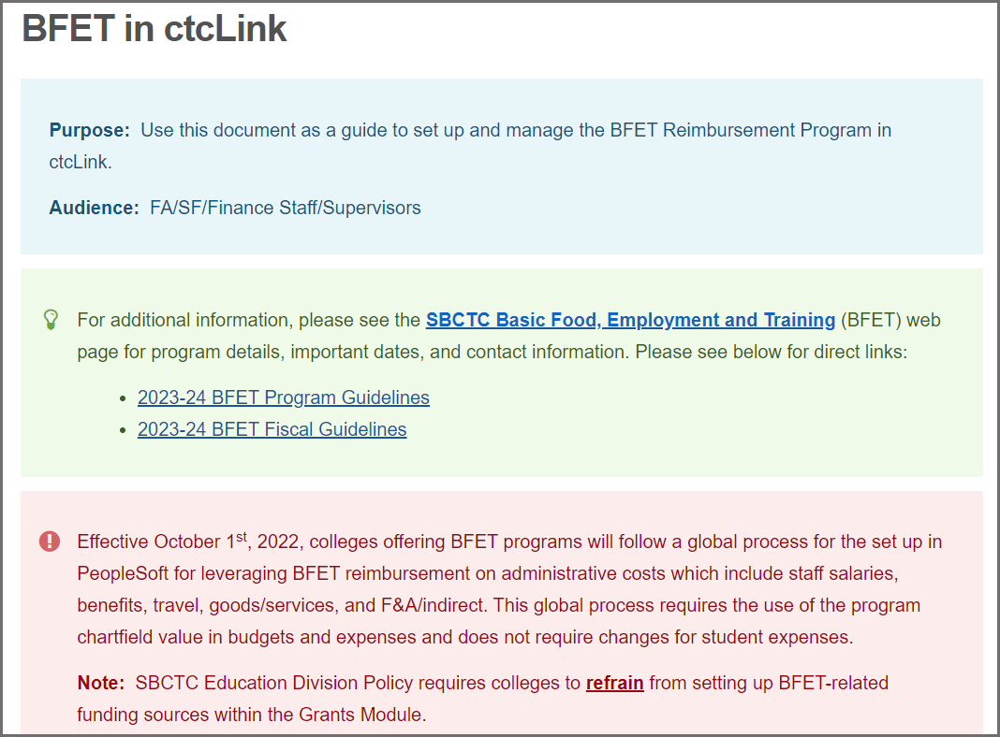 BFET in ctcLink
Purpose: Use this document as a guide to set up and manage the BFET Reimbursement Program in
ctcLink.
Audience: FA/SF/Finance Staff/Supervisors
For additional information, please see the SBCTC Basic Food, Employment and Training (BFET) web
page for program details, important dates, and contact information. Please see below for direct links:
• 2023-24 BFET Program Guidelines
• 2023-24 BFET Fiscal Guidelines
Effective October 1st, 2022, colleges offering BFET programs will follow a global process for the set up in
PeopleSoft for leveraging BFET reimbursement on administrative costs which include staff salaries,
benefits, travel, goods/services, and F&A/indirect. This global process requires the use of the program
chartfield value in budgets and expenses and does not require changes for student expenses.
Note: SBCTC Education Division Policy requires colleges to refrain from setting up BFET-related
funding sources within the Grants Module.